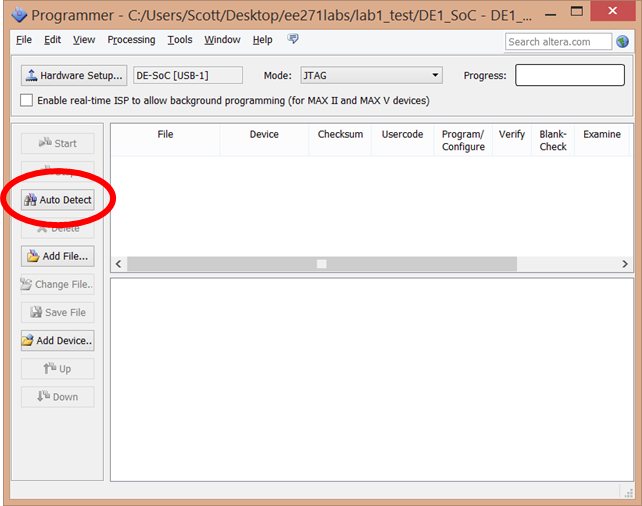 Programmer - C:/Users/Scott/Desktop/ee271labs/lab1_test/DE1_SoC - DE1_...
File Edit View Processing Tools Window Help
Search altera.com
Hardware Setup...
DE-SoC [USB-1]
Mode:
JTAG
Progress:
Enable real-time ISP to allow background programming (for MAX II and MAX V devices)
File Device Checksum Usercode Program/ Verify Blank- Examine
Configure Check
Start
Auto Detect
Delete
Add File...
Change File..
Save File
Add Device..
Up
Down